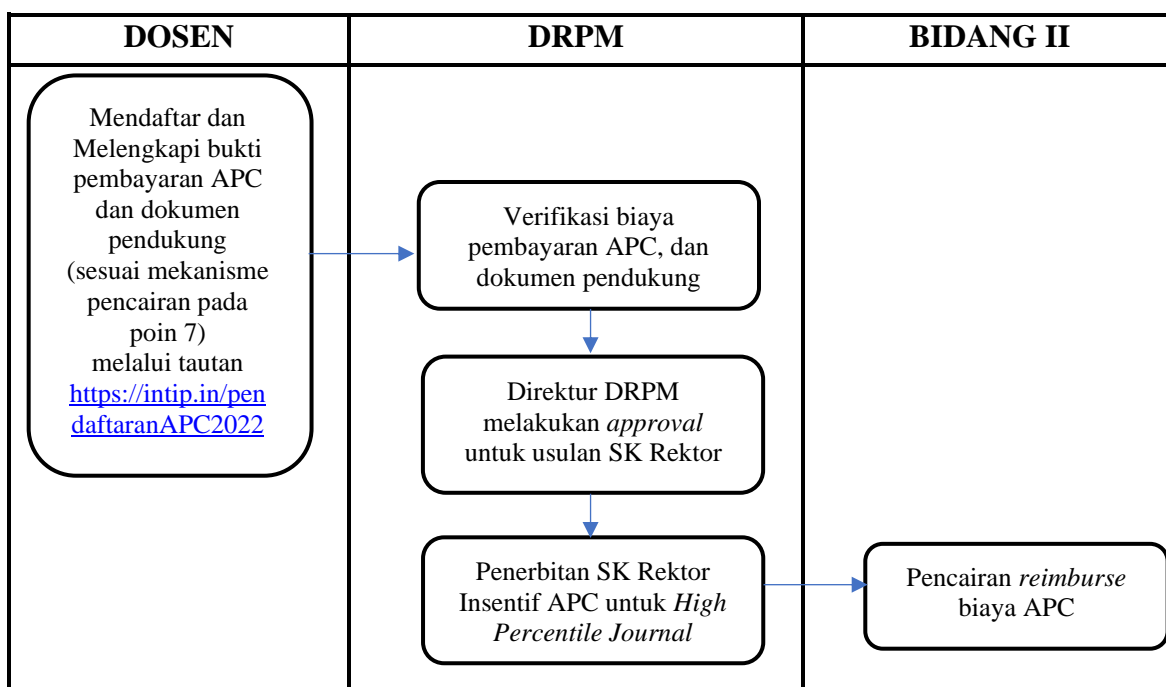 DOSEN
DRPM
BIDANG II
Mendaftar dan
Melengkapi bukti
pembayaran APC
dan dokumen
pendukung
(sesuai mekanisme
pencairan pada
poin 7)
melalui tautan
https://intip.in/pen
daftaranAPC2022
Verifikasi biaya
pembayaran APC, dan
dokumen pendukung
Direktur DRPM
melakukan approval
untuk usulan SK Rektor
Penerbitan SK Rektor
Insentif APC untuk High
Percentile Journal
Pencairan reimburse
biaya APC